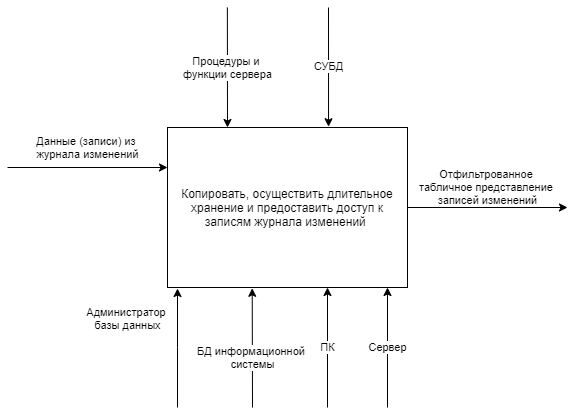 Процедуры и
функции сервера
СУБД
Данные (записи) из
журнала изменений
Копировать, осуществить длительное
хранение и предоставить доступ к
записям журнала изменений
Отфильтрованное
табличное представление
записей изменений
Администратор
базы данных
БД информационной
системы
ПК
Сервер